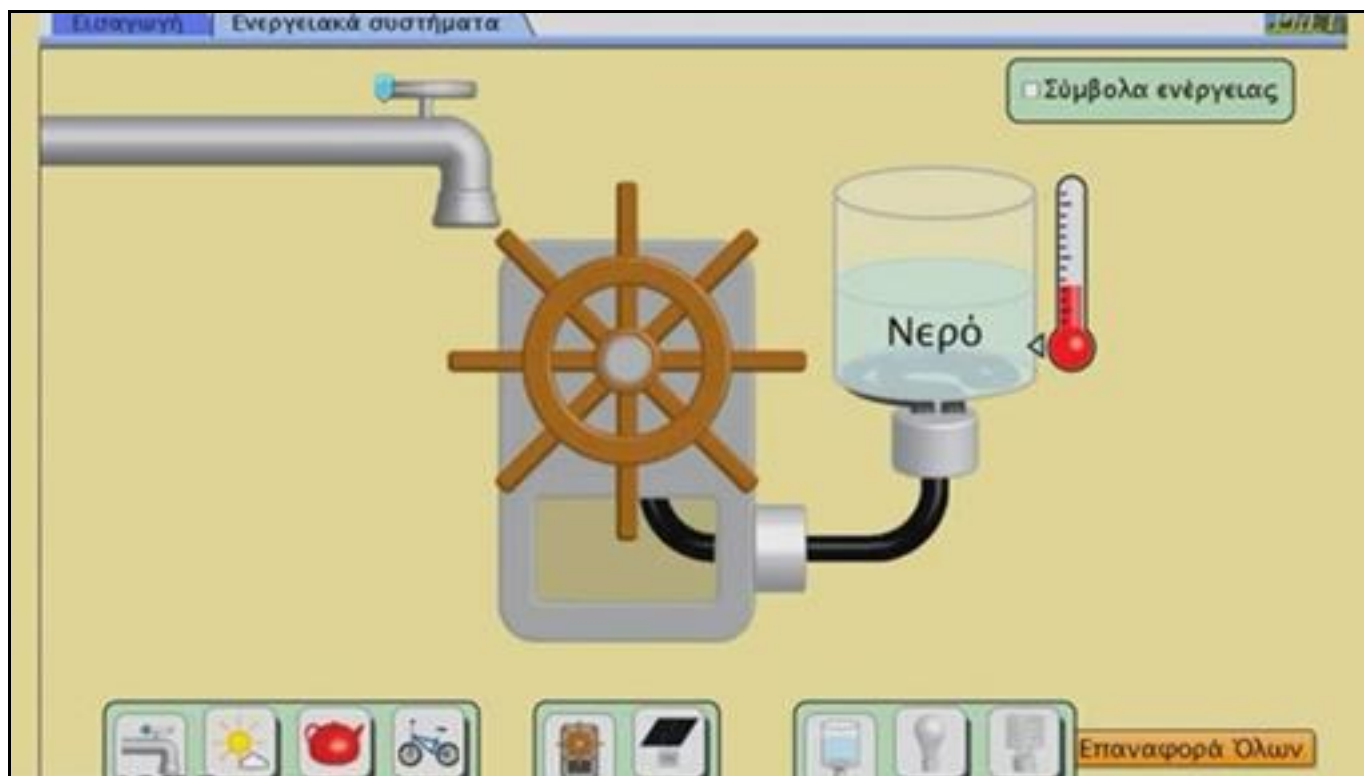 Εισαγωγή
Ενεργειακά συστήματα
Σύμβολα ενέργειας
Νερό
Επαναφορά Όλων